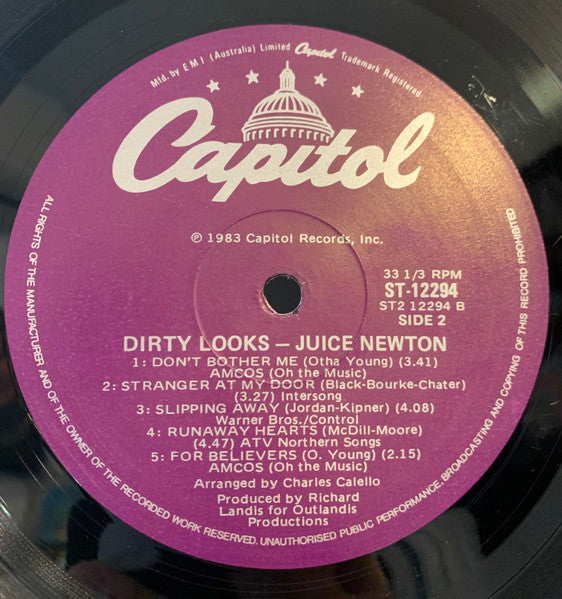 Mfd. by E M I (Australia) Limited Capitol Trademark Registered
Capitol
℗ 1983 Capitol Records, Inc.
33 1/3 RPM
ST-12294
ST2 12294 B
SIDE 2
DIRTY LOOKS — JUICE NEWTON
1: DON'T BOTHER ME (Otha Young) (3.41)
AMCOS (Oh the Music)
2: STRANGER AT MY DOOR (Black-Bourke-Chater)
(3.27) Intersong
3: SLIPPING AWAY (Jordan-Kipner) (4.08)
Warner Bros./Control
4: RUNAWAY HEARTS (McDill-Moore)
(4.47) ATV Northern Songs
5: FOR BELIEVERS (O. Young) (2.15)
AMCOS (Oh the Music)
Arranged by Charles Calello
Produced by Richard
Landis for Outlandis
Productions
ALL RIGHTS OF THE MANUFACTURER AND OF THE OWNER OF THE RECORDED WORK RESERVED. UNAUTHORISED PUBLIC PERFORMANCE, BROADCASTING AND COPYING OF THIS RECORD PROHIBITED